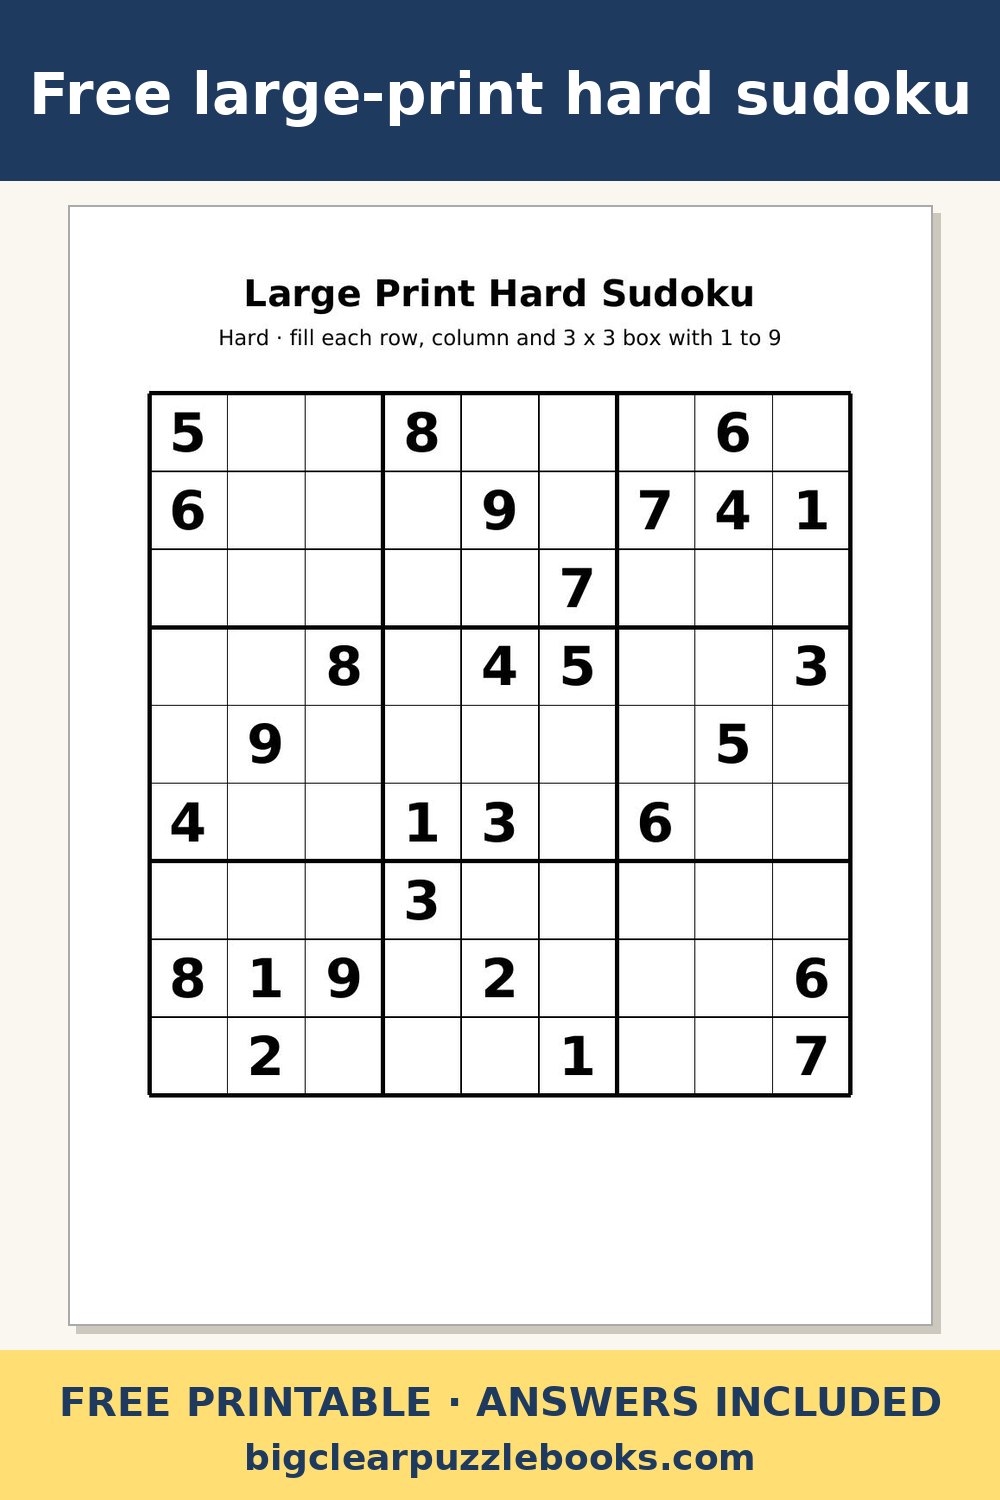 Free large-print hard sudoku
Large Print Hard Sudoku
Hard · fill each row, column and 3 x 3 box with 1 to 9
5 8 6
6 9 7 4 1
7
8 4 5 3
9 5
4 1 3 6
3
8 1 9 2 6
2 1 7
FREE PRINTABLE · ANSWERS INCLUDED
bigclearpuzzlebooks.com